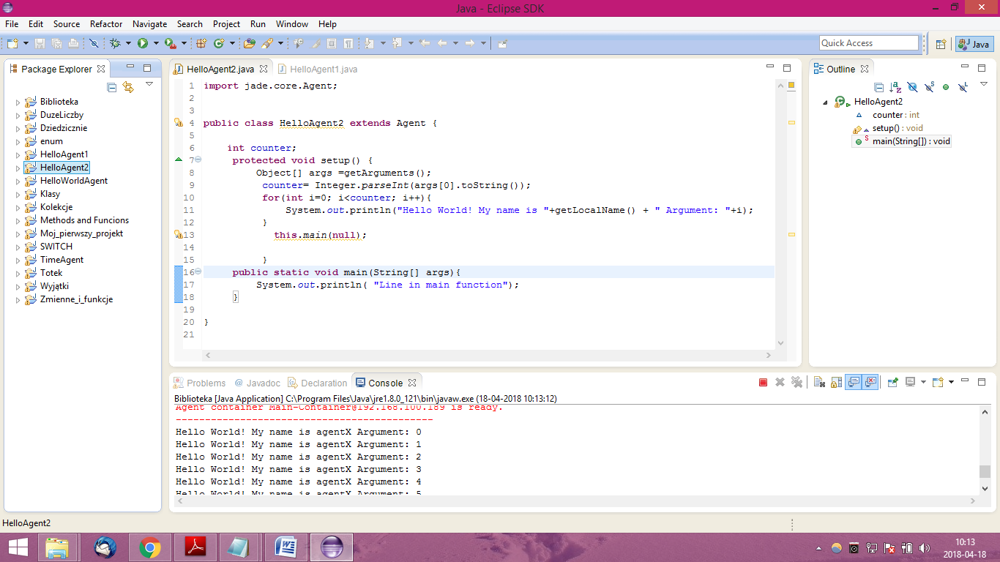 Java - Eclipse SDK
File Edit Source Refactor Navigate Search Project Run Window Help
Quick Access
Java
Package Explorer
Biblioteka
DuzeLiczby
Dziedzicznie
enum
HelloAgent1
HelloAgent2
HelloWorldAgent
Klasy
Kolekcje
Methods and Funcions
Moj_pierwszy_projekt
SWITCH
TimeAgent
Totek
Wyjątki
Zmienne_i_funkcje
HelloAgent2.java HelloAgent1.java
1 import jade.core.Agent;
2
3
4 public class HelloAgent2 extends Agent {
5
6 int counter;
7 protected void setup() {
8 Object[] args =getArguments();
9 counter= Integer.parseInt(args[0].toString());
10 for(int i=0; i<counter; i++){
11 System.out.println("Hello World! My name is "+getLocalName() + " Argument: "+i);
12 }
13 this.main(null);
14
15 }
16 public static void main(String[] args){
17 System.out.println( "Line in main function");
18 }
19
20 }
21
Outline
HelloAgent2
counter : int
setup() : void
main(String[]) : void
Problems @ Javadoc Declaration Console
Biblioteka [Java Application] C:\Program Files\Java\jre1.8.0_121\bin\javaw.exe (18-04-2018 10:13:12)
Agent container Main-Container@192.168.100.189 is ready.
--------------------------------------------
Hello World! My name is agentX Argument: 0
Hello World! My name is agentX Argument: 1
Hello World! My name is agentX Argument: 2
Hello World! My name is agentX Argument: 3
Hello World! My name is agentX Argument: 4
Hello World! My name is agentX Argument: 5
HelloAgent2
10:13
2018-04-18